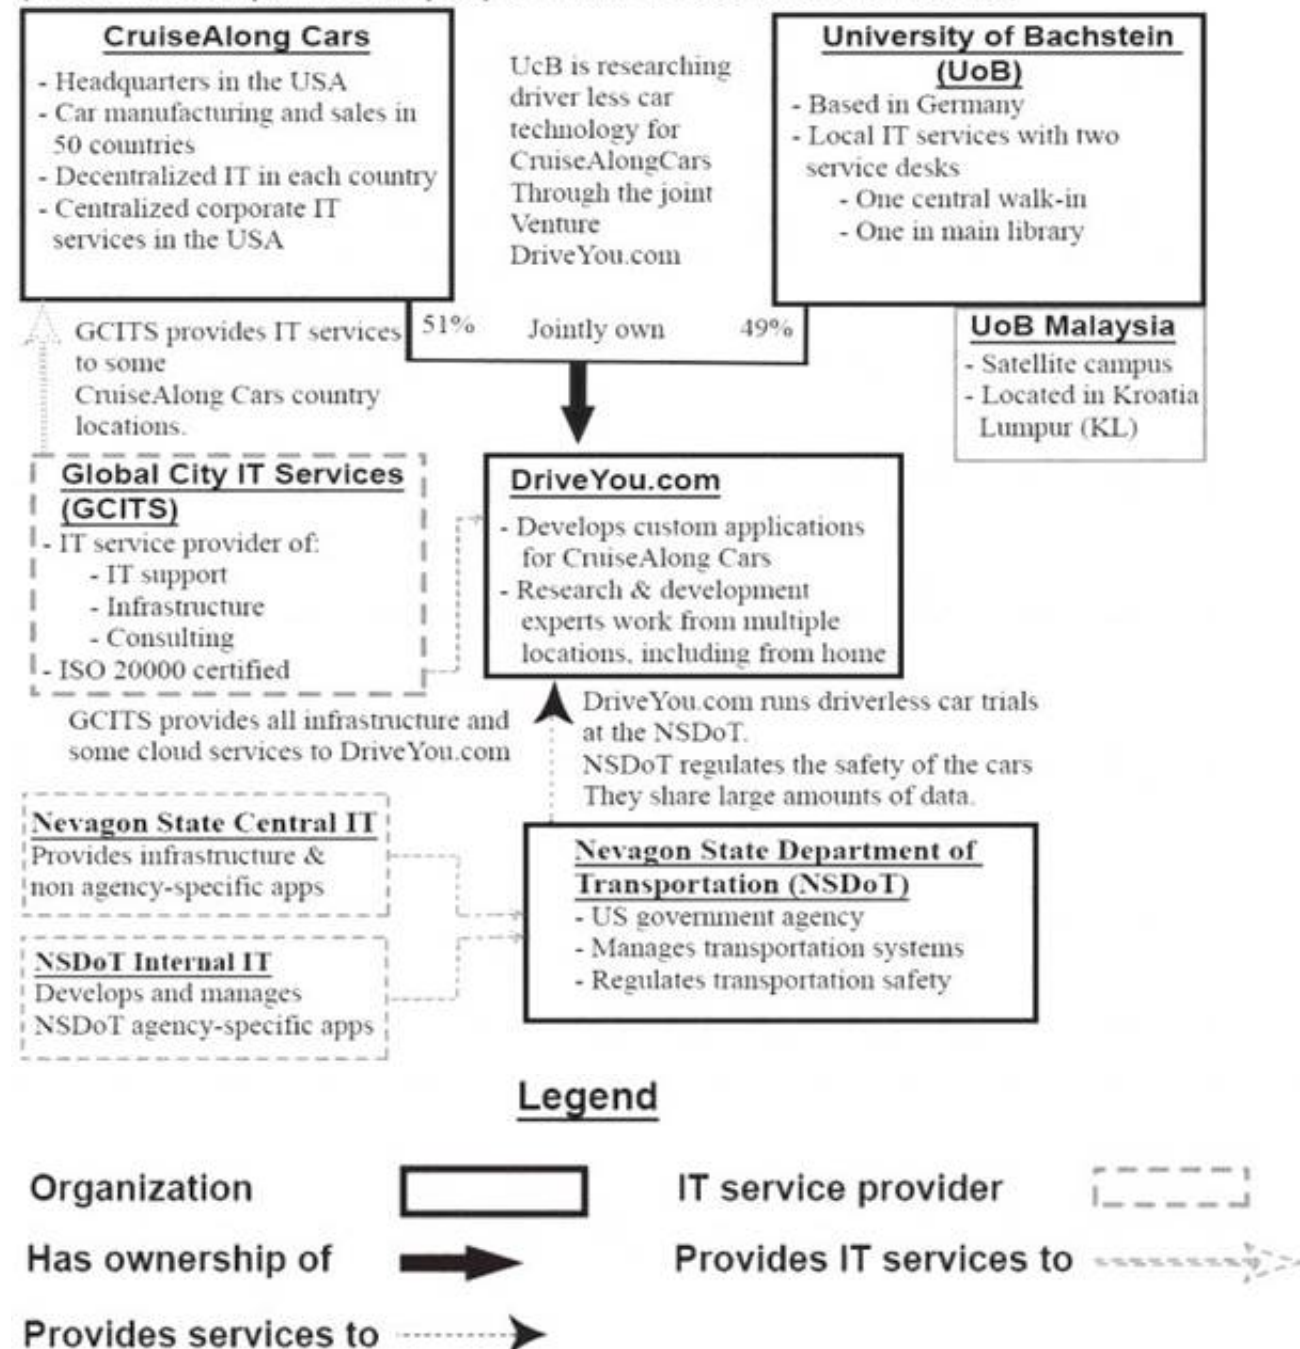 CruiseAlong Cars
- Headquarters in the USA
- Car manufacturing and sales in
50 countries
- Decentralized IT in each country
- Centralized corporate IT
services in the USA
UcB is researching
driver less car
technology for
CruiseAlongCars
Through the joint
Venture
DriveYou.com
University of Bachstein
(UoB)
- Based in Germany
- Local IT services with two
service desks
- One central walk-in
- One in main library
51% Jointly own 49%
UoB Malaysia
- Satellite campus
- Located in Kroatia
Lumpur (KL)
GCITS provides IT services
to some
CruiseAlong Cars country
locations.
Global City IT Services
(GCITS)
- IT service provider of:
- IT support
- Infrastructure
- Consulting
- ISO 20000 certified
DriveYou.com
- Develops custom applications
for CruiseAlong Cars
- Research & development
experts work from multiple
locations, including from home
GCITS provides all infrastructure and
some cloud services to DriveYou.com
DriveYou.com runs driverless car trials
at the NSDoT.
NSDoT regulates the safety of the cars
They share large amounts of data.
Nevagon State Central IT
Provides infrastructure &
non agency-specific apps
NSDoT Internal IT
Develops and manages
NSDoT agency-specific apps
Nevagon State Department of
Transportation (NSDoT)
- US government agency
- Manages transportation systems
- Regulates transportation safety
Legend
Organization
IT service provider
Has ownership of
Provides IT services to
Provides services to